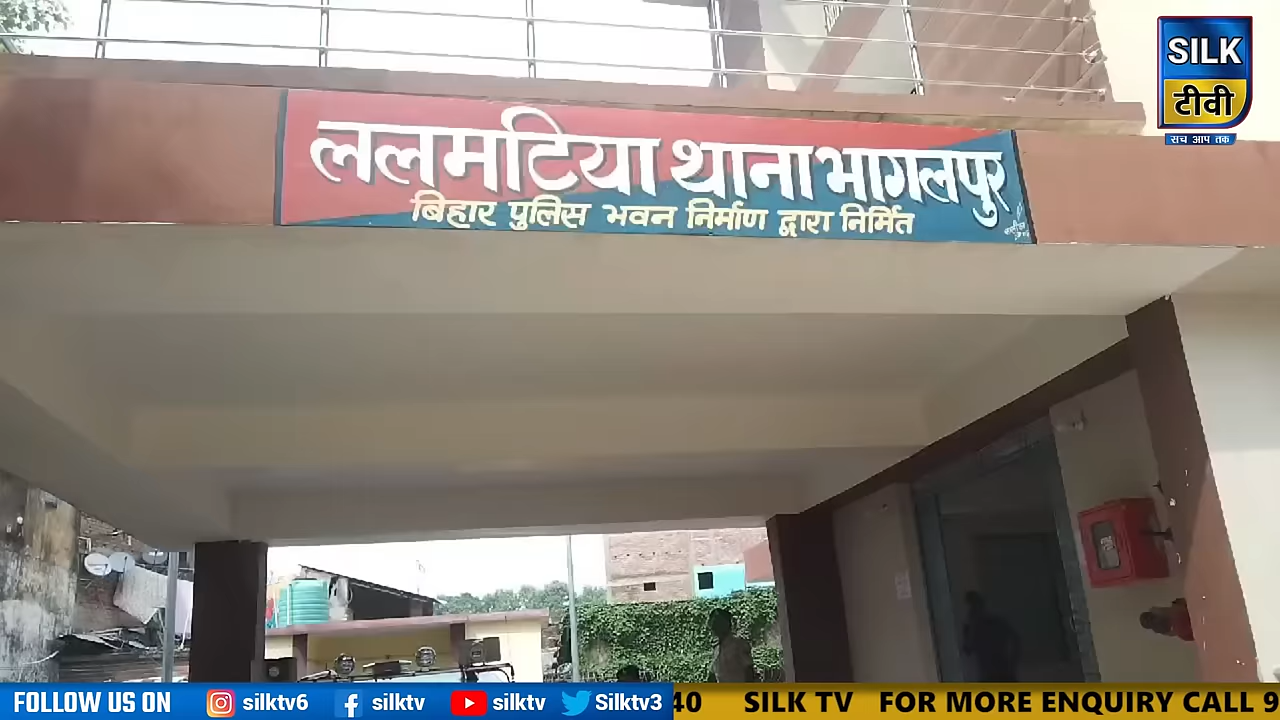 SILK
टीवी
सच आप तक
ललमटिया थाना भागलपुर
बिहार पुलिस भवन निर्माण द्वारा निर्मित
FOLLOW US ON silktv6 silktv silktv Silktv3 40 SILK TV FOR MORE ENQUIRY CALL 9